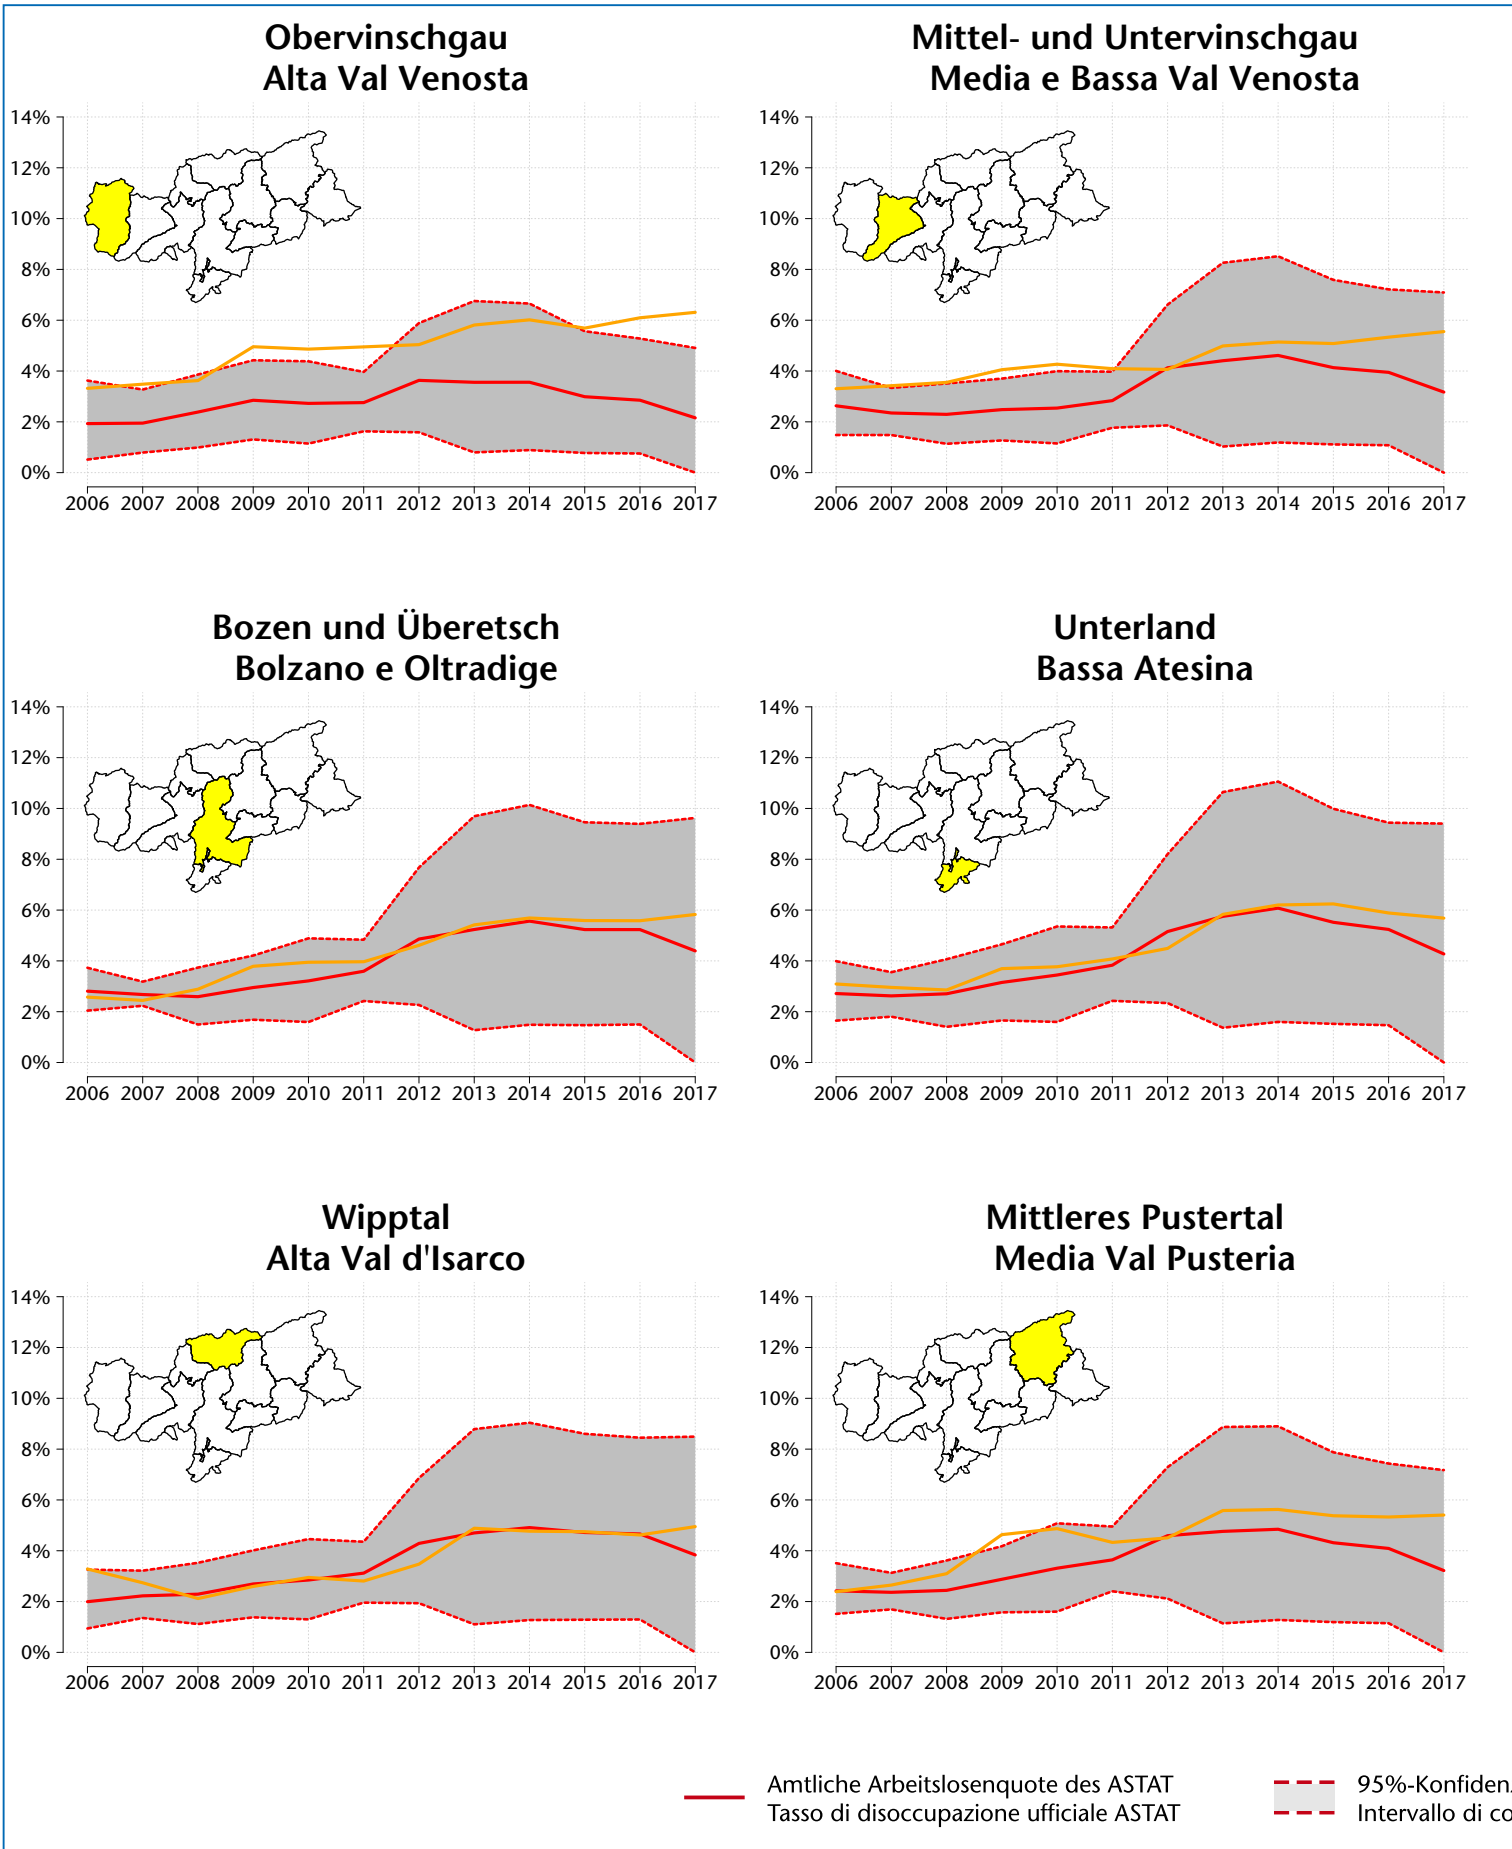 Obervinschgau
Alta Val Venosta
14%
12%
10%
8%
6%
4%
2%
0%
2006 2007 2008 2009 2010 2011 2012 2013 2014 2015 2016 2017
Mittel- und Untervinschgau
Media e Bassa Val Venosta
14%
12%
10%
8%
6%
4%
2%
0%
2006 2007 2008 2009 2010 2011 2012 2013 2014 2015 2016 2017
Bozen und Überetsch
Bolzano e Oltradige
14%
12%
10%
8%
6%
4%
2%
0%
2006 2007 2008 2009 2010 2011 2012 2013 2014 2015 2016 2017
Unterland
Bassa Atesina
14%
12%
10%
8%
6%
4%
2%
0%
2006 2007 2008 2009 2010 2011 2012 2013 2014 2015 2016 2017
Wipptal
Alta Val d'Isarco
14%
12%
10%
8%
6%
4%
2%
0%
2006 2007 2008 2009 2010 2011 2012 2013 2014 2015 2016 2017
Mittleres Pustertal
Media Val Pusteria
14%
12%
10%
8%
6%
4%
2%
0%
2006 2007 2008 2009 2010 2011 2012 2013 2014 2015 2016 2017
Amtliche Arbeitslosenquote des ASTAT
Tasso di disoccupazione ufficiale ASTAT
95%-Konfiden
Intervallo di co